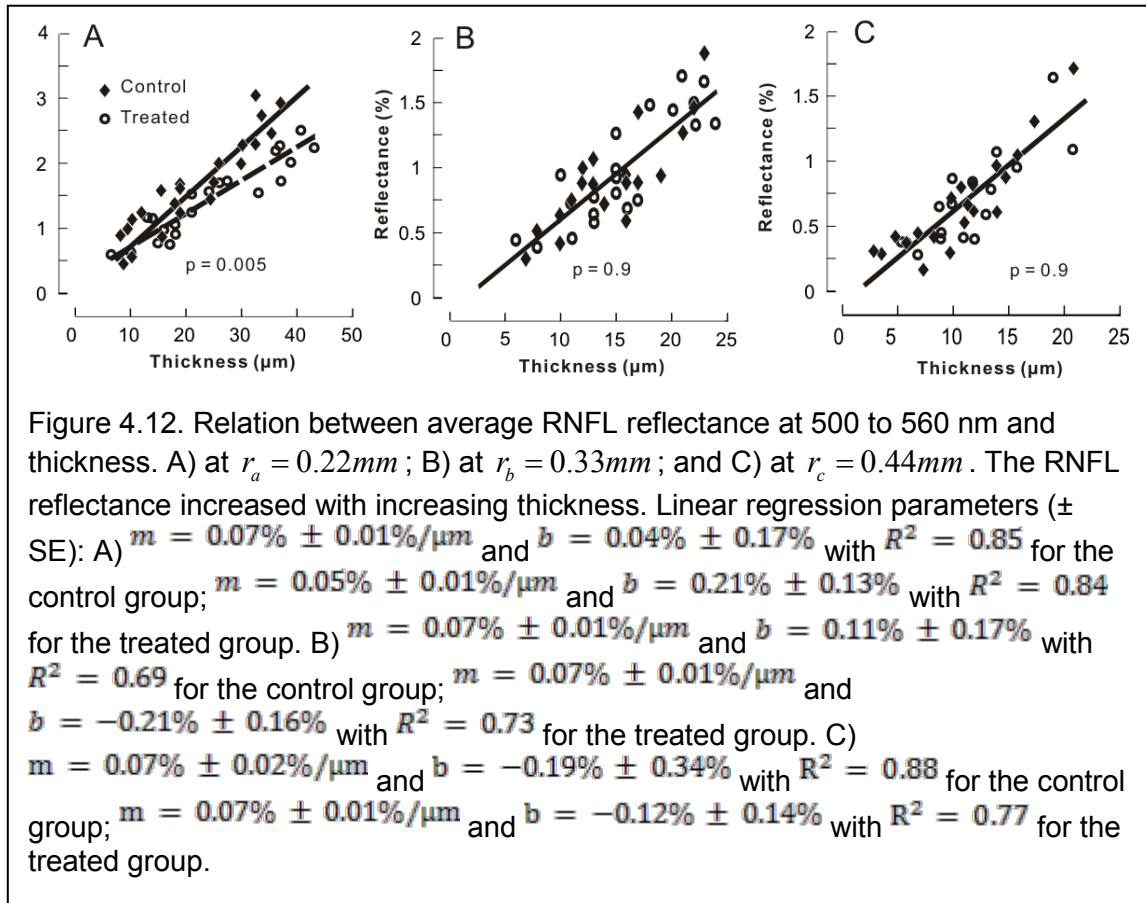 A
Control
Treated
4
3
2
1
0
p = 0.005
0 10 20 30 40 50
Thickness (µm)
B
Reflectance (%)
2
1.5
1
0.5
0
p = 0.9
0 5 10 15 20 25
Thickness (µm)
C
Reflectance (%)
2
1.5
1
0.5
0
p = 0.9
0 5 10 15 20 25
Thickness (µm)
Figure 4.12. Relation between average RNFL reflectance at 500 to 560 nm and
thickness. A) at r_a = 0.22mm ; B) at r_b = 0.33mm ; and C) at r_c = 0.44mm . The RNFL
reflectance increased with increasing thickness. Linear regression parameters (±
SE): A) m = 0.07% ± 0.01%/µm and b = 0.04% ± 0.17% with R² = 0.85 for the
control group; m = 0.05% ± 0.01%/µm and b = 0.21% ± 0.13% with R² = 0.84
for the treated group. B) m = 0.07% ± 0.01%/µm and b = 0.11% ± 0.17% with
R² = 0.69 for the control group; m = 0.07% ± 0.01%/µm and
b = −0.21% ± 0.16% with R² = 0.73 for the treated group. C)
m = 0.07% ± 0.02%/µm and b = −0.19% ± 0.34% with R² = 0.88 for the control
group; m = 0.07% ± 0.01%/µm and b = −0.12% ± 0.14% with R² = 0.77 for the
treated group.